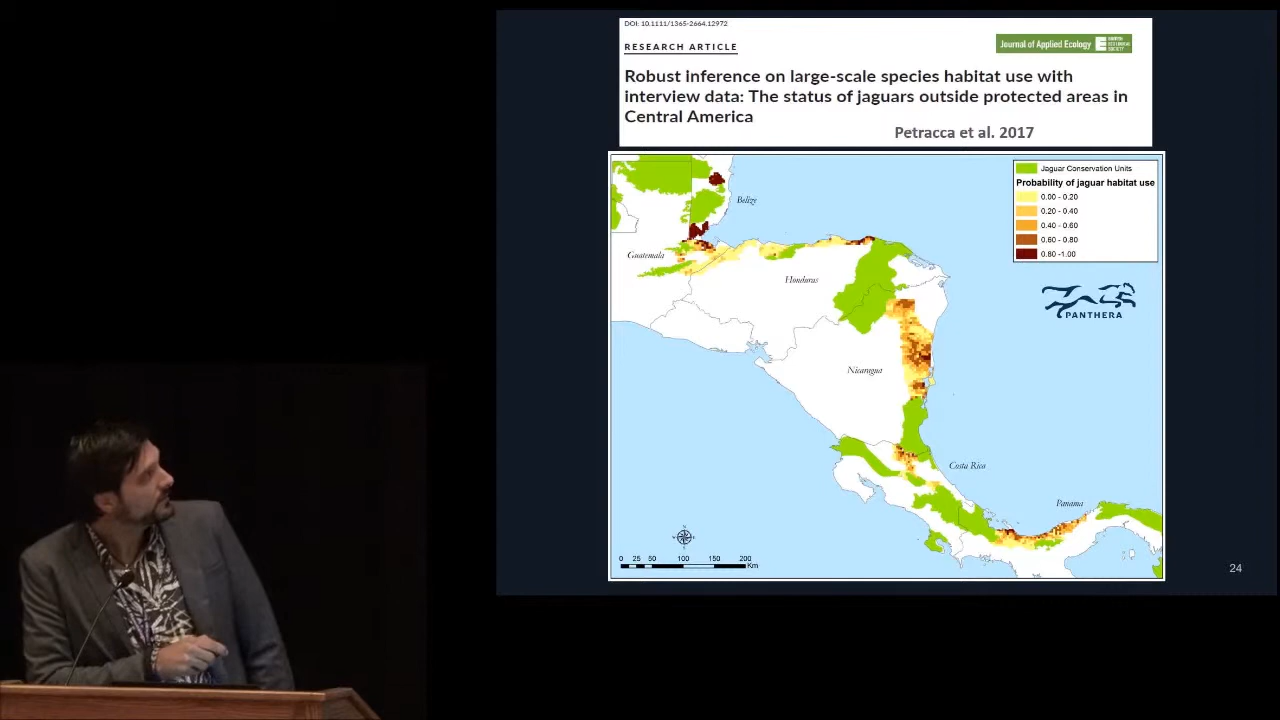 DOI: 10.1111/1365-2664.12972
RESEARCH ARTICLE
Journal of Applied Ecology
Robust inference on large-scale species habitat use with
interview data: The status of jaguars outside protected areas in
Central America
Petracca et al. 2017
Jaguar Conservation Units
Probability of jaguar habitat use
0.00 - 0.20
0.20 - 0.40
0.40 - 0.60
0.60 - 0.80
0.80 -1.00
Belize
Guatemala
Honduras
PANTHERA
Nicaragua
Costa Rica
Panama
N
0 25 50 100 150 200
Km
24